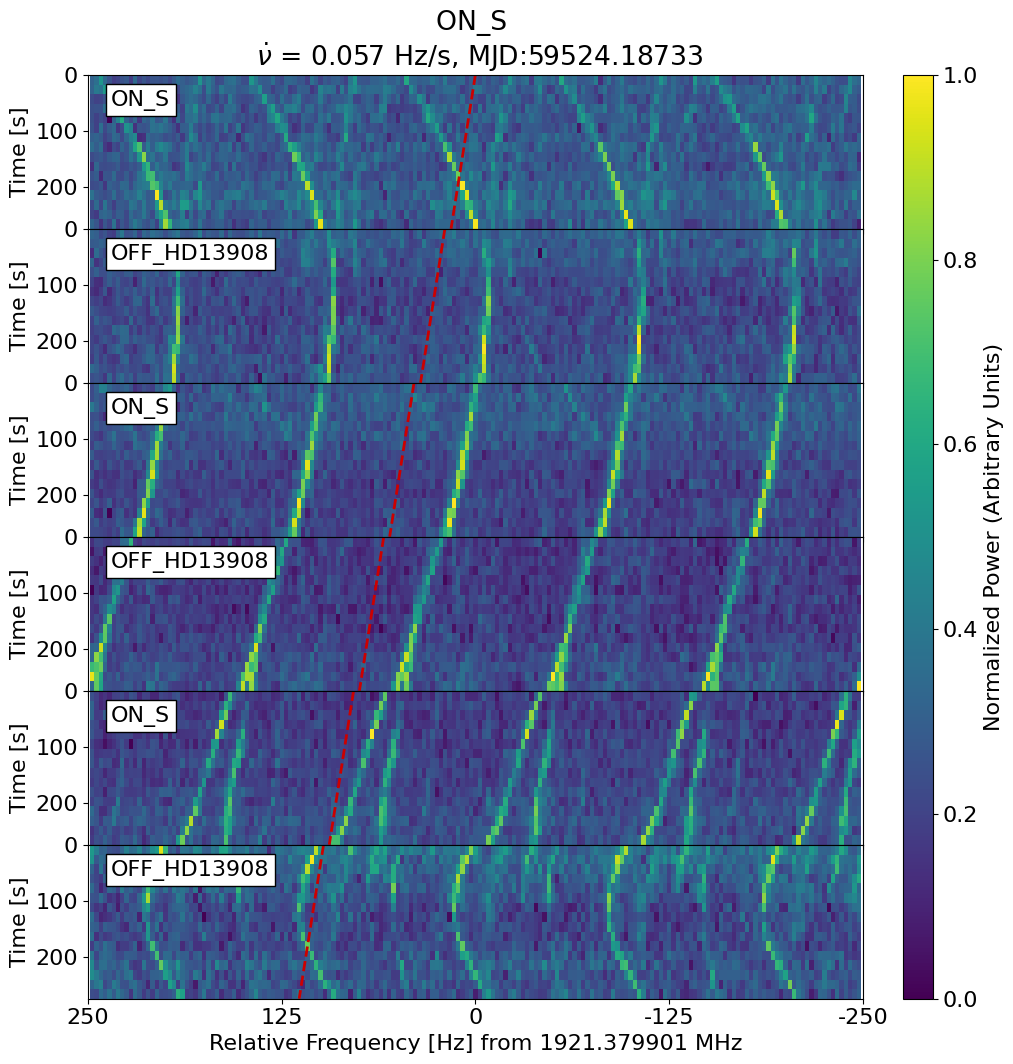 ON_S
ν̇ = 0.057 Hz/s, MJD:59524.18733
0
ON_S
100
200
Time [s]
0
OFF_HD13908
100
200
Time [s]
0
ON_S
100
200
Time [s]
0
OFF_HD13908
100
200
Time [s]
0
ON_S
100
200
Time [s]
0
OFF_HD13908
100
200
Time [s]
250 125 0 -125 -250
Relative Frequency [Hz] from 1921.379901 MHz
1.0
0.8
0.6
0.4
0.2
0.0
Normalized Power (Arbitrary Units)